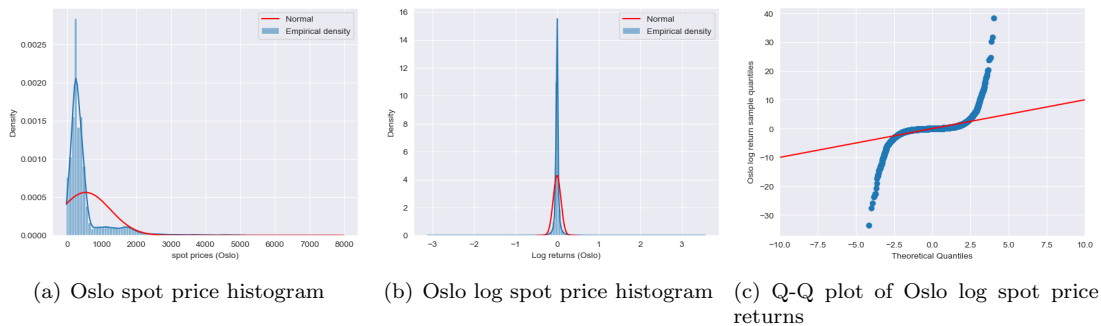 Normal
Empirical density
0.0025
0.0020
0.0015
0.0010
0.0005
0.0000
Density
0 1000 2000 3000 4000 5000 6000 7000 8000
spot prices (Oslo)
(a) Oslo spot price histogram
Normal
Empirical density
16
14
12
10
8
6
4
2
0
Density
−3 −2 −1 0 1 2 3
Log returns (Oslo)
(b) Oslo log spot price histogram
40
30
20
10
0
−10
−20
−30
Oslo log return sample quantiles
−10.0 −7.5 −5.0 −2.5 0.0 2.5 5.0 7.5 10.0
Theoretical Quantiles
(c) Q-Q plot of Oslo log spot price
returns